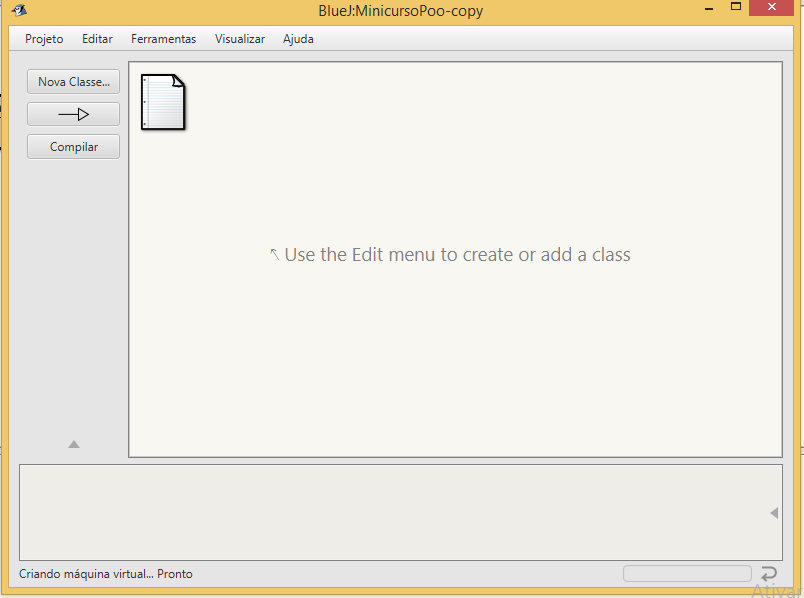 BlueJ:MinicursoPoo-copy
Projeto Editar Ferramentas Visualizar Ajuda
Nova Classe...
Compilar
Use the Edit menu to create or add a class
Criando máquina virtual... Pronto
Ativar